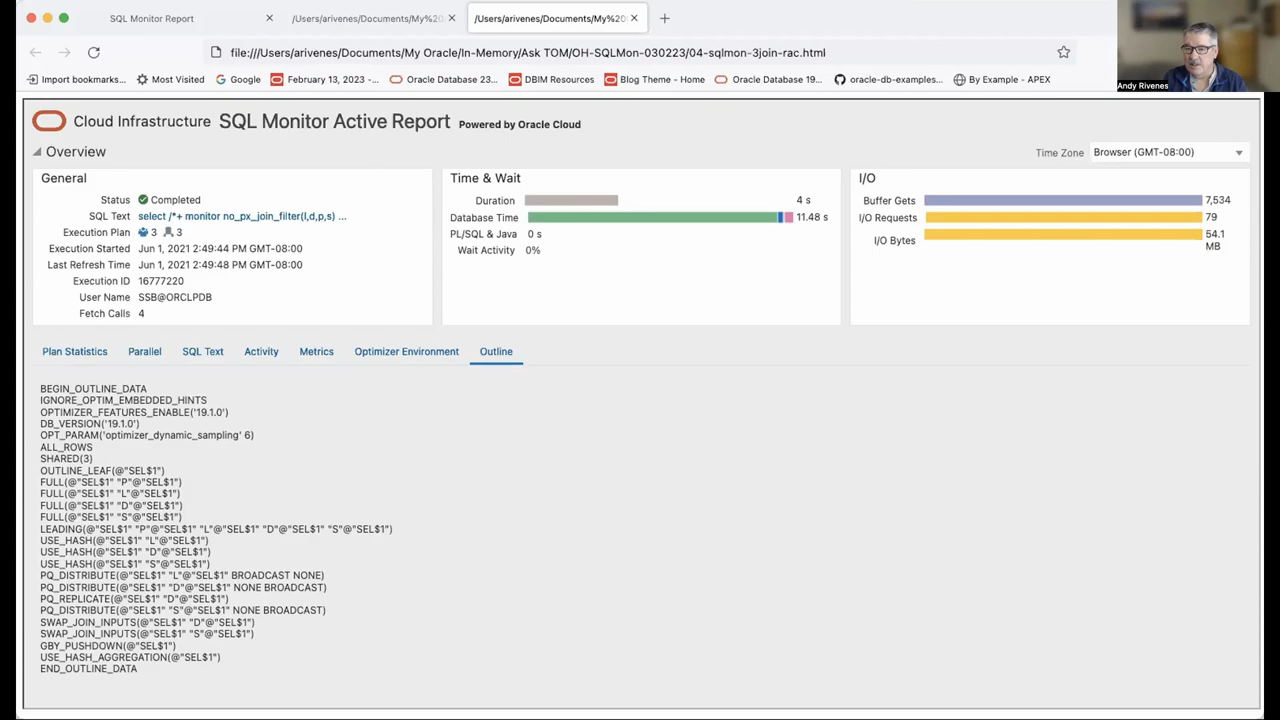 SQL Monitor Report
/Users/arivenes/Documents/My%20
/Users/arivenes/Documents/My%20
file:///Users/arivenes/Documents/My Oracle/In-Memory/Ask TOM/OH-SQLMon-030223/04-sqlmon-3join-rac.html
Import bookmarks... Most Visited Google February 13, 2023 -... Oracle Database 23... DBIM Resources Blog Theme - Home Oracle Database 19... oracle-db-examples... By Example - APEX
Andy Rivenes
Cloud Infrastructure SQL Monitor Active Report Powered by Oracle Cloud
Overview
Time Zone Browser (GMT-08:00)
General
Status Completed
SQL Text select /*+ monitor no_px_join_filter(l,d,p,s) ...
Execution Plan 3 3
Execution Started Jun 1, 2021 2:49:44 PM GMT-08:00
Last Refresh Time Jun 1, 2021 2:49:48 PM GMT-08:00
Execution ID 16777220
User Name SSB@ORCLPDB
Fetch Calls 4
Time & Wait
Duration 4 s
Database Time 11.48 s
PL/SQL & Java 0 s
Wait Activity 0%
I/O
Buffer Gets 7,534
I/O Requests 79
I/O Bytes 54.1
MB
Plan Statistics Parallel SQL Text Activity Metrics Optimizer Environment Outline
BEGIN_OUTLINE_DATA
IGNORE_OPTIM_EMBEDDED_HINTS
OPTIMIZER_FEATURES_ENABLE('19.1.0')
DB_VERSION('19.1.0')
OPT_PARAM('optimizer_dynamic_sampling' 6)
ALL_ROWS
SHARED(3)
OUTLINE_LEAF(@"SEL$1")
FULL(@"SEL$1" "P"@"SEL$1")
FULL(@"SEL$1" "L"@"SEL$1")
FULL(@"SEL$1" "D"@"SEL$1")
FULL(@"SEL$1" "S"@"SEL$1")
LEADING(@"SEL$1" "P"@"SEL$1" "L"@"SEL$1" "D"@"SEL$1" "S"@"SEL$1")
USE_HASH(@"SEL$1" "L"@"SEL$1")
USE_HASH(@"SEL$1" "D"@"SEL$1")
USE_HASH(@"SEL$1" "S"@"SEL$1")
PQ_DISTRIBUTE(@"SEL$1" "L"@"SEL$1" BROADCAST NONE)
PQ_DISTRIBUTE(@"SEL$1" "D"@"SEL$1" NONE BROADCAST)
PQ_REPLICATE(@"SEL$1" "D"@"SEL$1")
PQ_DISTRIBUTE(@"SEL$1" "S"@"SEL$1" NONE BROADCAST)
SWAP_JOIN_INPUTS(@"SEL$1" "D"@"SEL$1")
SWAP_JOIN_INPUTS(@"SEL$1" "S"@"SEL$1")
GBY_PUSHDOWN(@"SEL$1")
USE_HASH_AGGREGATION(@"SEL$1")
END_OUTLINE_DATA